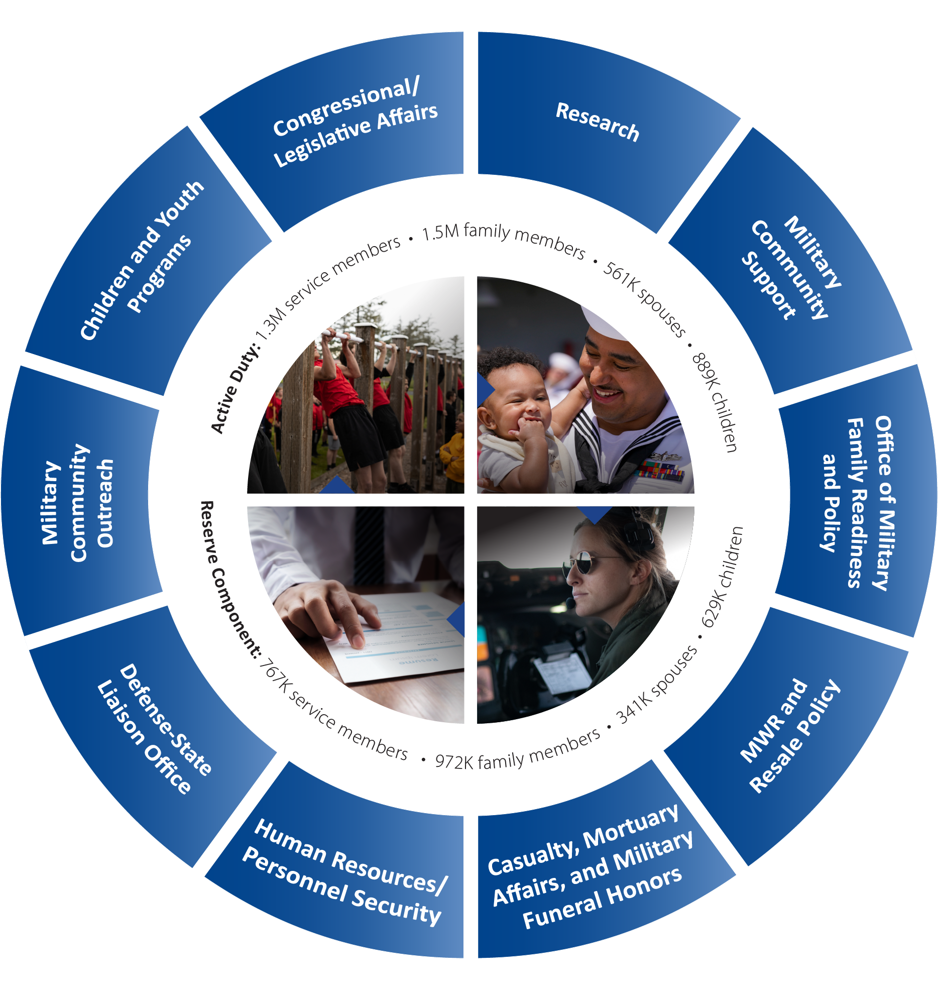 Congressional/
Legislative Affairs
Research
Military
Community
Support
Office of Military
Family Readiness
and Policy
MWR and
Resale Policy
Casualty, Mortuary
Affairs, and Military
Funeral Honors
Human Resources/
Personnel Security
Defense-State
Liaison Office
Military
Community
Outreach
Children and Youth
Programs
Active Duty: 1.3M service members • 1.5M family members • 561K spouses • 889K children
Reserve Component: 767K service members • 972K family members • 341K spouses • 629K children
Resume